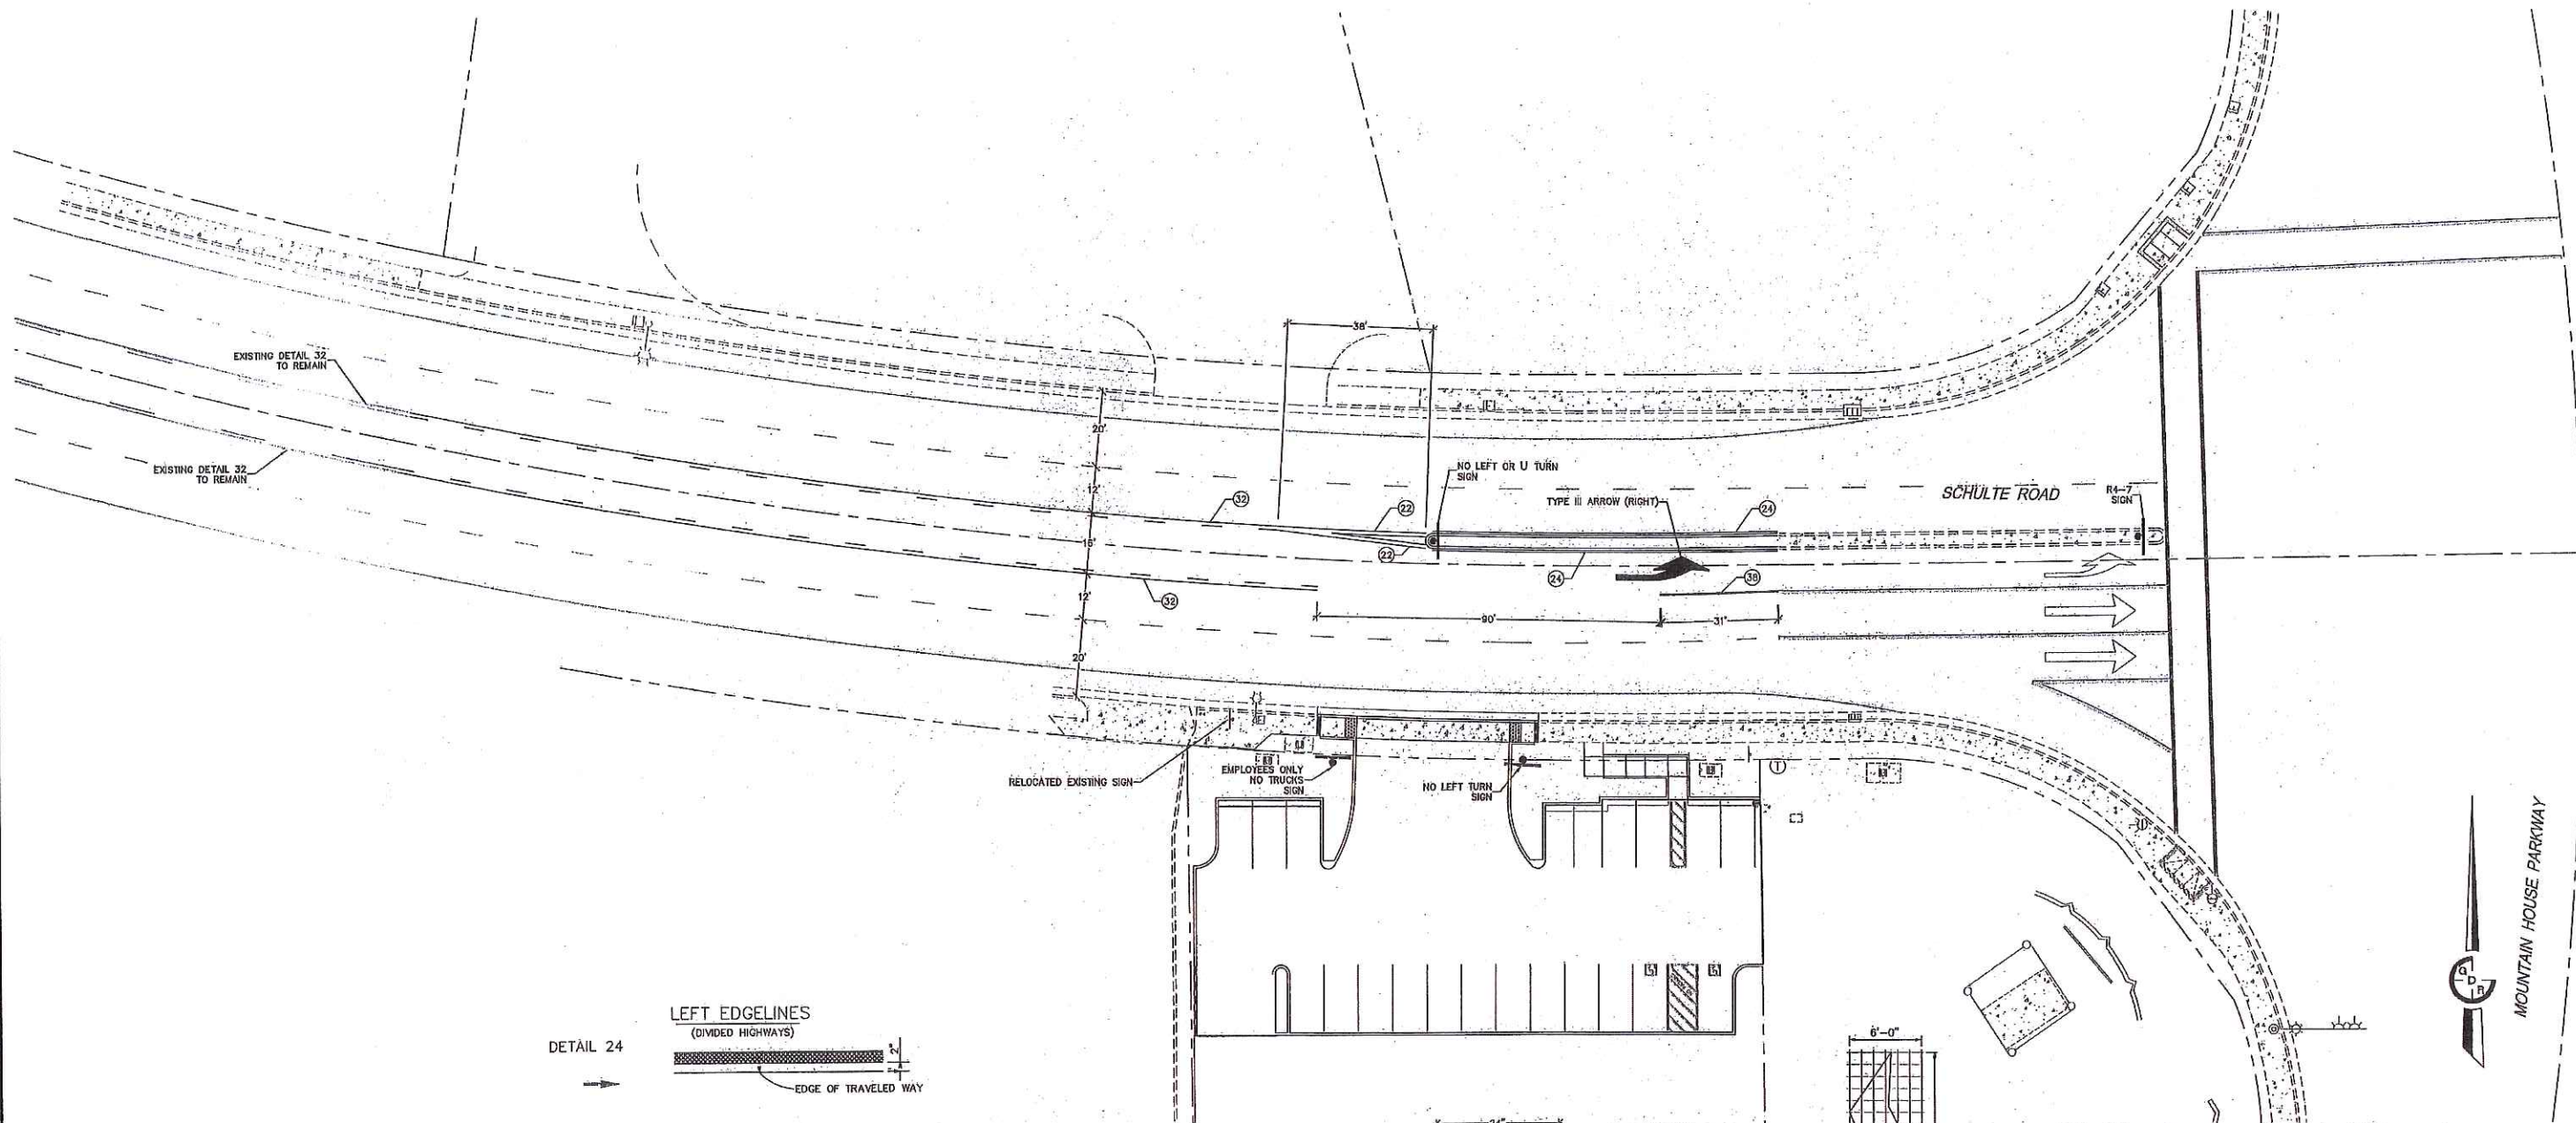 38'
EXISTING DETAIL 32
TO REMAIN
20'
EXISTING DETAIL 32
TO REMAIN
NO LEFT OR U TURN
SIGN
12'
32
22
TYPE III ARROW (RIGHT)
24
SCHULTE ROAD
R4-7
SIGN
16'
22
24
38
12'
32
90'
31'
20'
RELOCATED EXISTING SIGN
EMPLOYEES ONLY
NO TRUCKS
SIGN
NO LEFT TURN
SIGN
T
MOUNTAIN HOUSE PARKWAY
G
D
R
LEFT EDGELINES
(DIVIDED HIGHWAYS)
DETAIL 24
2"
EDGE OF TRAVELED WAY
6'-0"